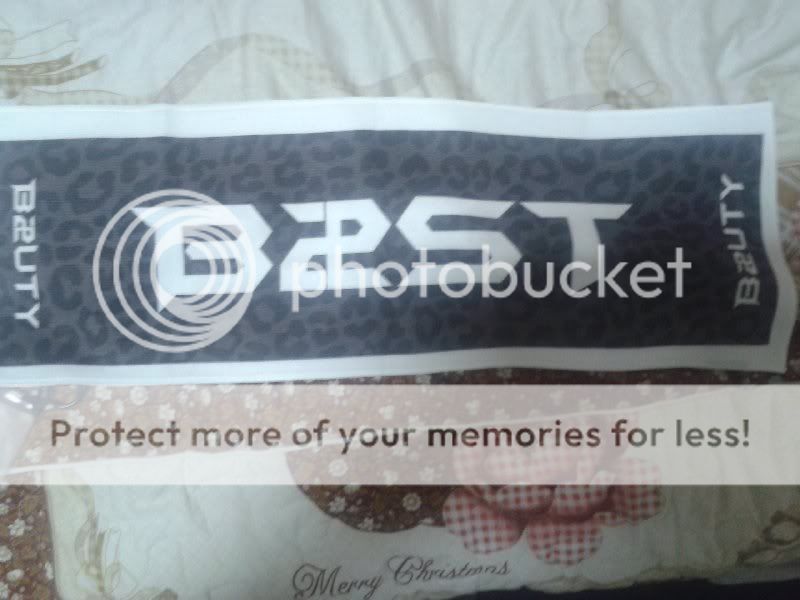 B2UTY
B2ST
B2UTY
photobucket
Protect more of your memories for less!
Merry Christmas